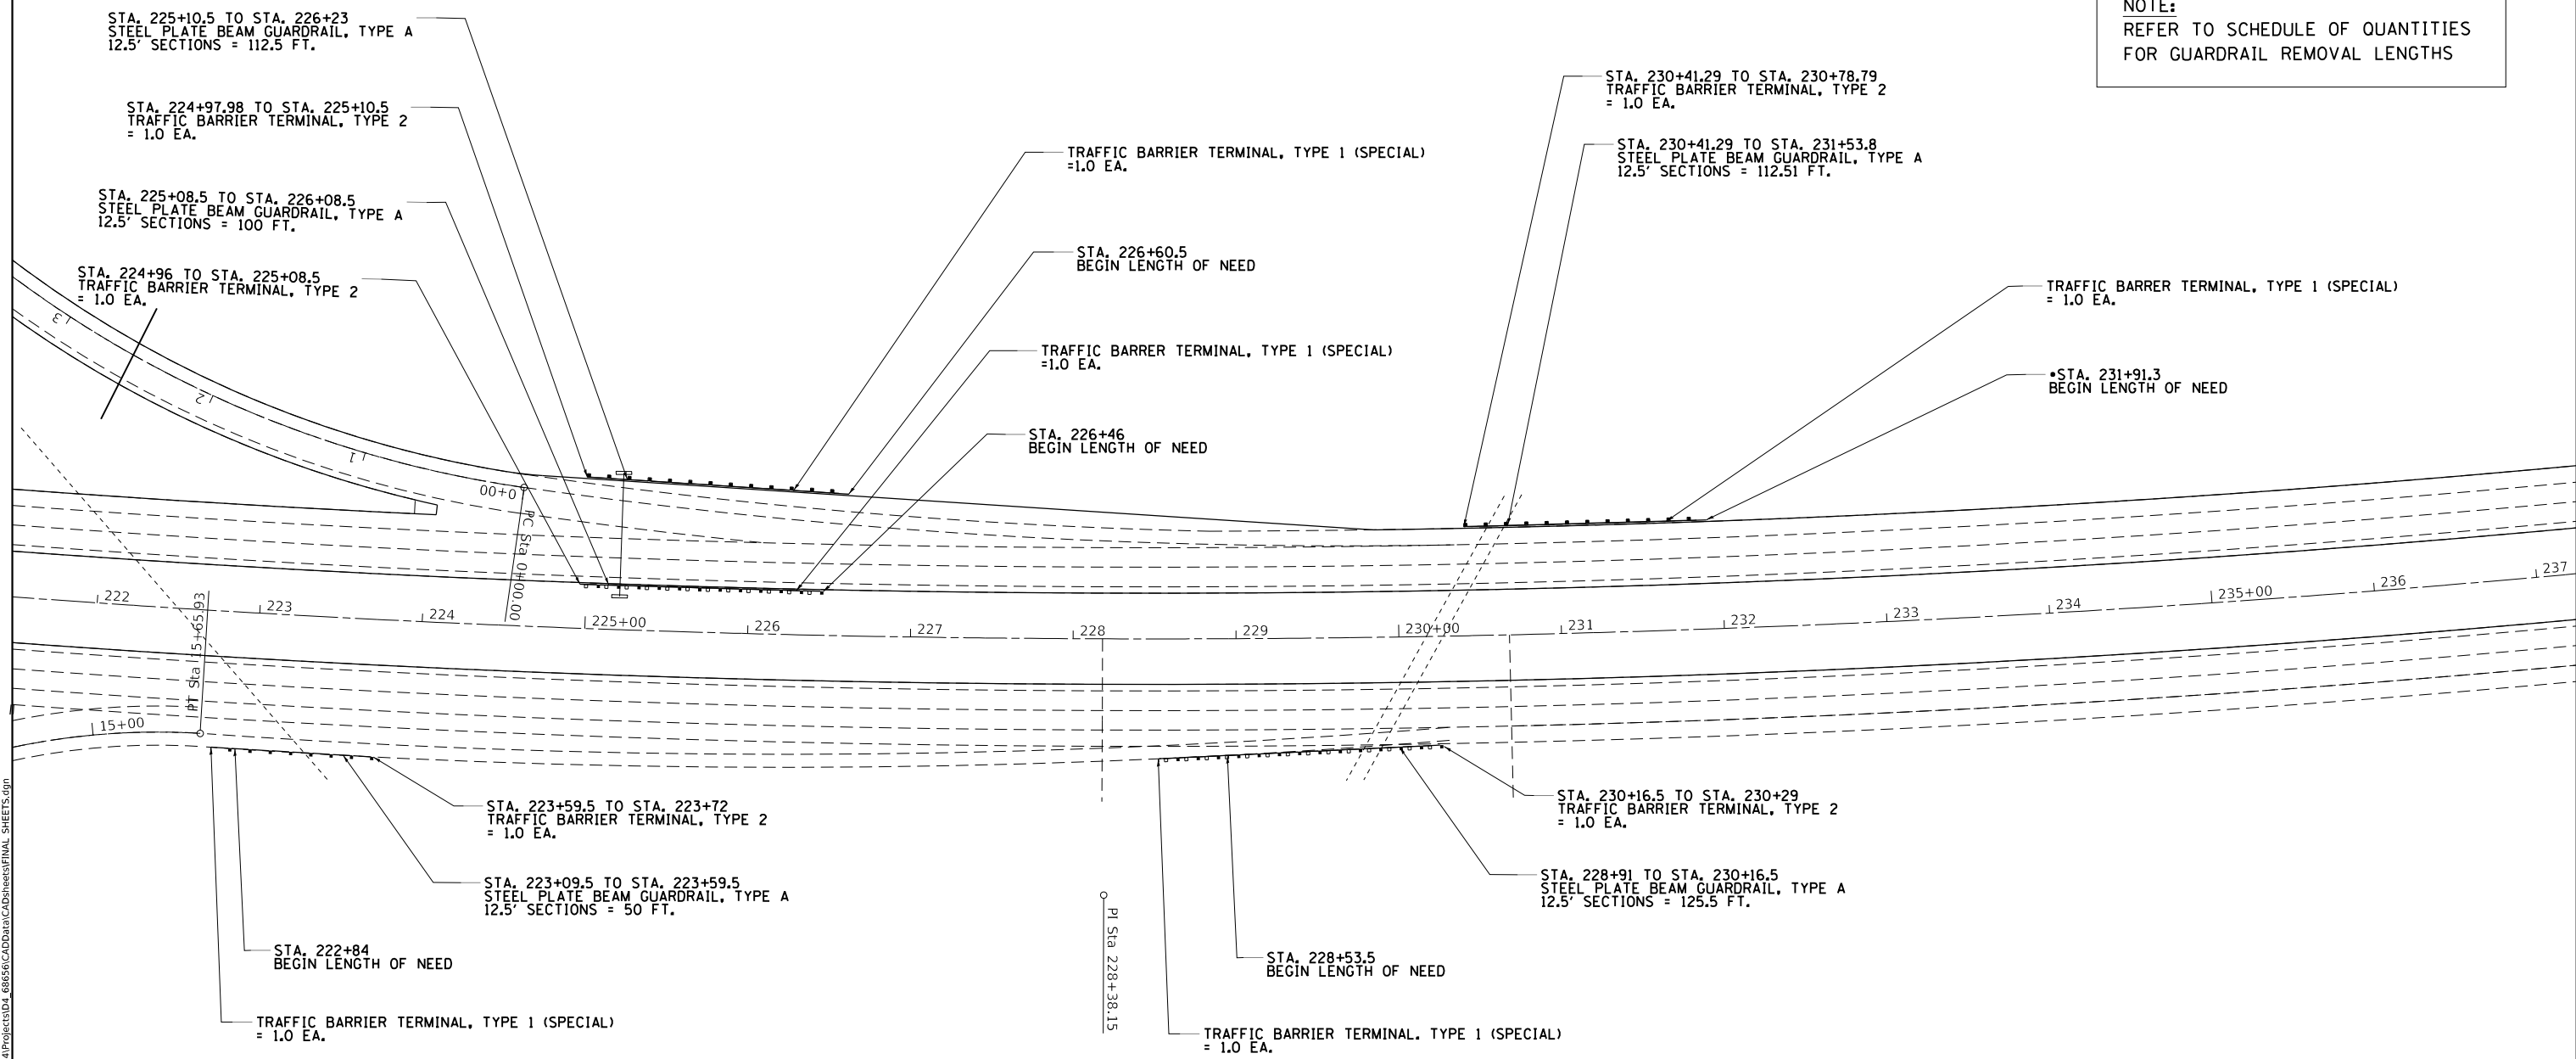 NOTE:
REFER TO SCHEDULE OF QUANTITIES
FOR GUARDRAIL REMOVAL LENGTHS
STA. 225+10.5 TO STA. 226+23
STEEL PLATE BEAM GUARDRAIL, TYPE A
12.5' SECTIONS = 112.5 FT.
STA. 224+97.98 TO STA. 225+10.5
TRAFFIC BARRIER TERMINAL, TYPE 2
= 1.0 EA.
STA. 225+08.5 TO STA. 226+08.5
STEEL PLATE BEAM GUARDRAIL, TYPE A
12.5' SECTIONS = 100 FT.
STA. 224+96 TO STA. 225+08.5
TRAFFIC BARRIER TERMINAL, TYPE 2
= 1.0 EA.
TRAFFIC BARRIER TERMINAL, TYPE 1 (SPECIAL)
=1.0 EA.
STA. 226+60.5
BEGIN LENGTH OF NEED
TRAFFIC BARRER TERMINAL, TYPE 1 (SPECIAL)
=1.0 EA.
STA. 226+46
BEGIN LENGTH OF NEED
STA. 230+41.29 TO STA. 230+78.79
TRAFFIC BARRIER TERMINAL, TYPE 2
= 1.0 EA.
STA. 230+41.29 TO STA. 231+53.8
STEEL PLATE BEAM GUARDRAIL, TYPE A
12.5' SECTIONS = 112.51 FT.
TRAFFIC BARRER TERMINAL, TYPE 1 (SPECIAL)
= 1.0 EA.
•STA. 231+91.3
BEGIN LENGTH OF NEED
3
2
1
0+00
PC Sta 0+00.00
222
223
224
225+00
226
227
228
229
230+00
231
232
233
234
235+00
236
237
PT Sta 15+65.93
15+00
STA. 223+59.5 TO STA. 223+72
TRAFFIC BARRIER TERMINAL, TYPE 2
= 1.0 EA.
STA. 223+09.5 TO STA. 223+59.5
STEEL PLATE BEAM GUARDRAIL, TYPE A
12.5' SECTIONS = 50 FT.
STA. 222+84
BEGIN LENGTH OF NEED
TRAFFIC BARRIER TERMINAL, TYPE 1 (SPECIAL)
= 1.0 EA.
PI Sta 228+38.15
STA. 230+16.5 TO STA. 230+29
TRAFFIC BARRIER TERMINAL, TYPE 2
= 1.0 EA.
STA. 228+91 TO STA. 230+16.5
STEEL PLATE BEAM GUARDRAIL, TYPE A
12.5' SECTIONS = 125.5 FT.
STA. 228+53.5
BEGIN LENGTH OF NEED
TRAFFIC BARRIER TERMINAL, TYPE 1 (SPECIAL)
= 1.0 EA.
4\Projects\D4_68656\CADData\CADsheets\FINAL SHEETS.dgn